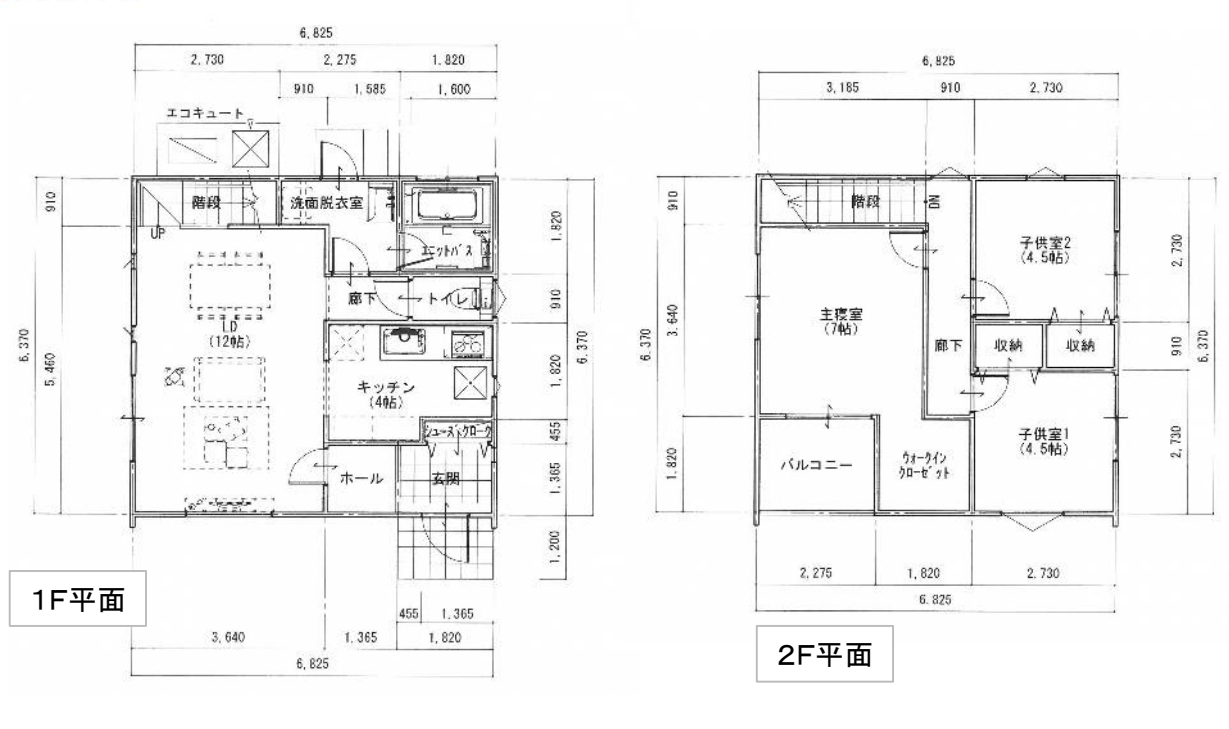 6,825
2,730
2,275
1,820
910
1,585
1,600
エコキュート
910
5,460
6,370
階段
UP
洗面脱衣室
ユニットバス
LD
(12帖)
廊下
トイレ
キッチン
(4帖)
シューズクローク
ホール
玄関
1,820
910
1,820
455
1,365
1,200
6,370
455
1,365
3,640
1,365
1,820
6,825
1F平面
6,825
3,185
910
2,730
910
3,640
1,820
6,370
階段
DN
子供室2
(4.5帖)
主寝室
(7帖)
廊下
収納
収納
子供室1
(4.5帖)
バルコニー
ウォークイン
クローゼット
2,730
910
2,730
6,370
2,275
1,820
2,730
6,825
2F平面